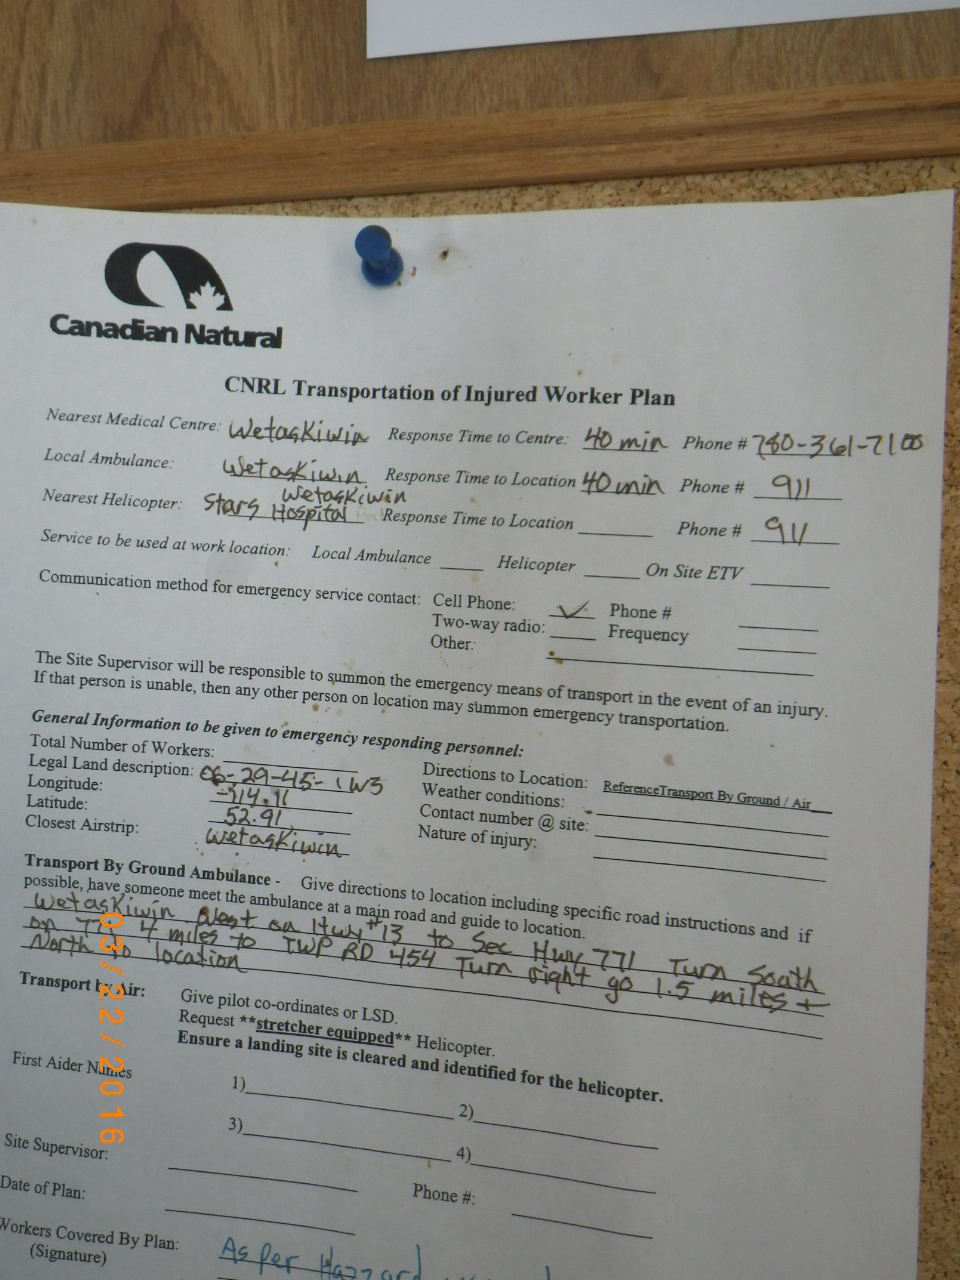 Canadian Natural
CNRL Transportation of Injured Worker Plan
Nearest Medical Centre: Wetaskiwin Response Time to Centre: 40 min Phone # 780-361-7100
Local Ambulance: Wetaskiwin Response Time to Location 40 min Phone # 911
Nearest Helicopter: Stars Wetaskiwin Hospital Response Time to Location Phone # 911
Service to be used at work location: Local Ambulance Helicopter On Site ETV
Communication method for emergency service contact: Cell Phone: ✓ Phone #
Two-way radio: Frequency
Other:
The Site Supervisor will be responsible to summon the emergency means of transport in the event of an injury.
If that person is unable, then any other person on location may summon emergency transportation.
General Information to be given to emergency responding personnel:
Total Number of Workers:
Legal Land description: 06-29-45-1W5 Directions to Location: ReferenceTransport By Ground / Air
Longitude: -114.11 Weather conditions:
Latitude: 52.91 Contact number @ site:
Closest Airstrip: Wetaskiwin Nature of injury:
Transport By Ground Ambulance - Give directions to location including specific road instructions and if
possible, have someone meet the ambulance at a main road and guide to location.
Wetaskiwin West on Hwy #13 to Sec Hwy 771 Turn South
on 771 4 miles to TWP RD 454 Turn right go 1.5 miles +
North to location
Transport by Air: Give pilot co-ordinates or LSD.
Request **stretcher equipped** Helicopter.
Ensure a landing site is cleared and identified for the helicopter.
First Aider Names 1) 2)
3) 4)
Site Supervisor: Phone #:
Date of Plan:
Workers Covered By Plan: As Per Hazzard
(Signature)
03/22/2016